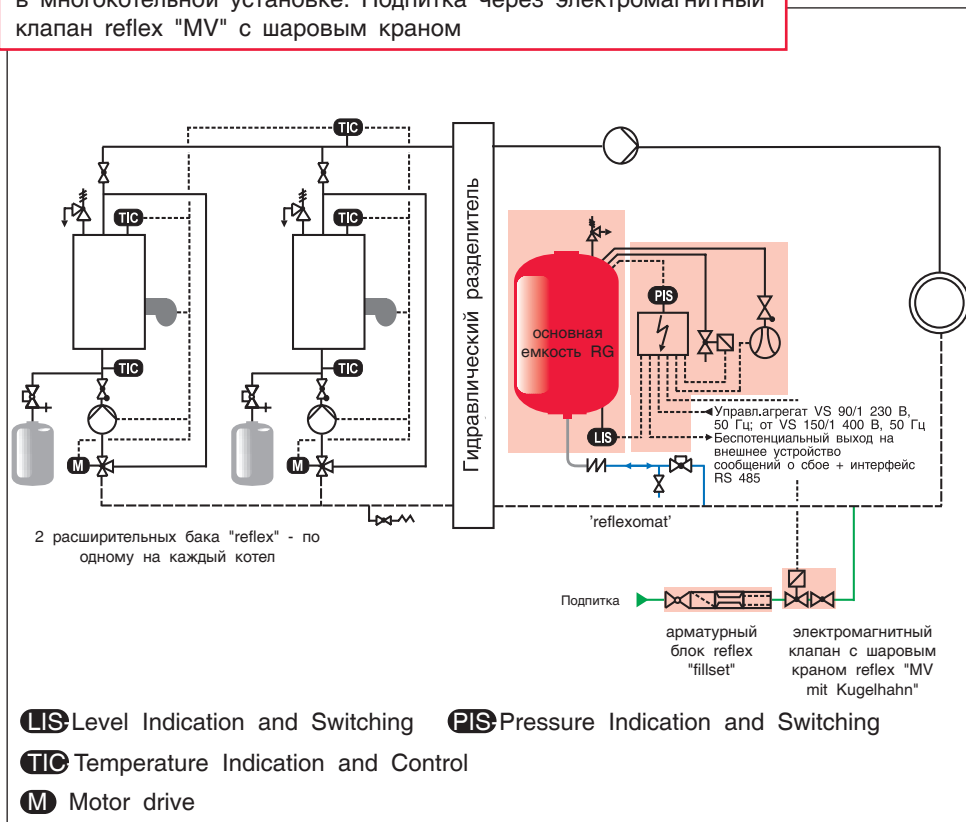 в многокотельной установке. Подпитка через электромагнитный
клапан reflex "MV" с шаровым краном
TIC
TIC
TIC
TIC
TIC
M
M
2 расширительных бака "reflex" - по
одному на каждый котел
Гидравлический разделитель
основная
емкость RG
PIS
LIS
Управл.агрегат VS 90/1 230 В,
50 Гц; от VS 150/1 400 В, 50 Гц
Беспотенциальный выход на
внешнее устройство
сообщений о сбое + интерфейс
RS 485
'reflexomat'
Подпитка
арматурный
блок reflex
"fillset"
электромагнитный
клапан с шаровым
краном reflex "MV
mit Kugelhahn"
LIS Level Indication and Switching PIS Pressure Indication and Switching
TIC Temperature Indication and Control
M Motor drive